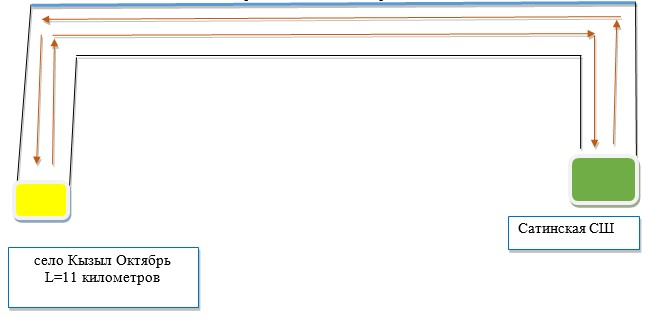 Сатинская СШ
село Кызыл Октябрь
L=11 километров